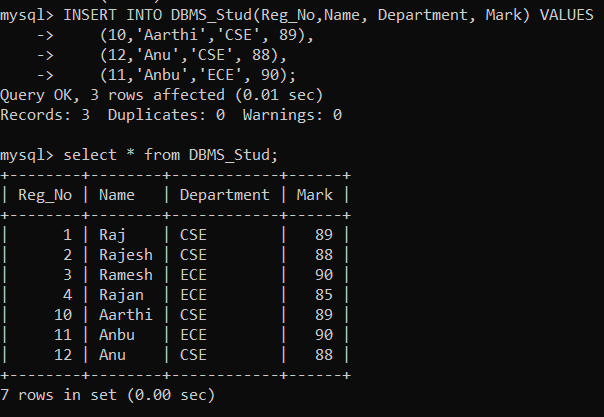 mysql> INSERT INTO DBMS_Stud(Reg_No,Name, Department, Mark) VALUES
    ->     (10,'Aarthi','CSE', 89),
    ->     (12,'Anu','CSE', 88),
    ->     (11,'Anbu','ECE', 90);
Query OK, 3 rows affected (0.01 sec)
Records: 3  Duplicates: 0  Warnings: 0

mysql> select * from DBMS_Stud;
+--------+--------+------------+------+
| Reg_No | Name   | Department | Mark |
+--------+--------+------------+------+
|      1 | Raj    | CSE        |   89 |
|      2 | Rajesh | CSE        |   88 |
|      3 | Ramesh | ECE        |   90 |
|      4 | Rajan  | ECE        |   85 |
|     10 | Aarthi | CSE        |   89 |
|     11 | Anbu   | ECE        |   90 |
|     12 | Anu    | CSE        |   88 |
+--------+--------+------------+------+
7 rows in set (0.00 sec)